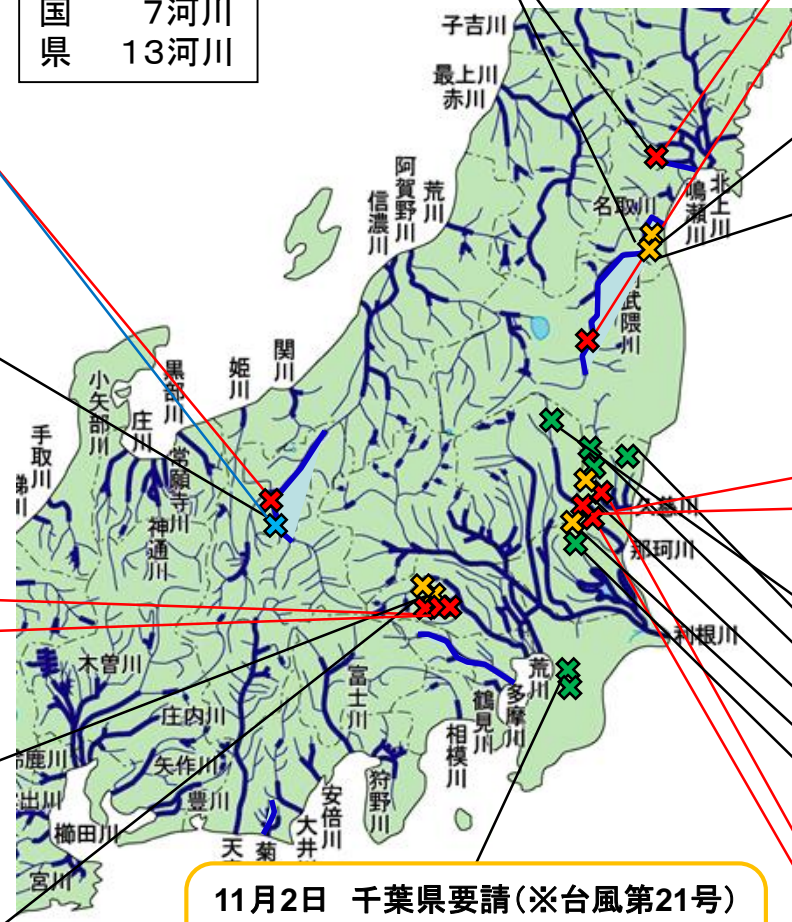 国 7河川
県 13河川
子吉川
最上川
赤川
荒川
阿賀野川
信濃川
名取川
鳴瀬川
北上川
武隈川
関川
姫川
黒部川
小矢部川
庄川
手取川
常願寺川
神通川
久慈川
那珂川
利根川
木曽川
庄内川
矢作川
豊川
富士川
荒川
多摩川
鶴見川
相模川
狩野川
安倍川
大井川
菊
天
鈴鹿川
出川
櫛田川
宮川
11月2日 千葉県要請(※台風第21号)